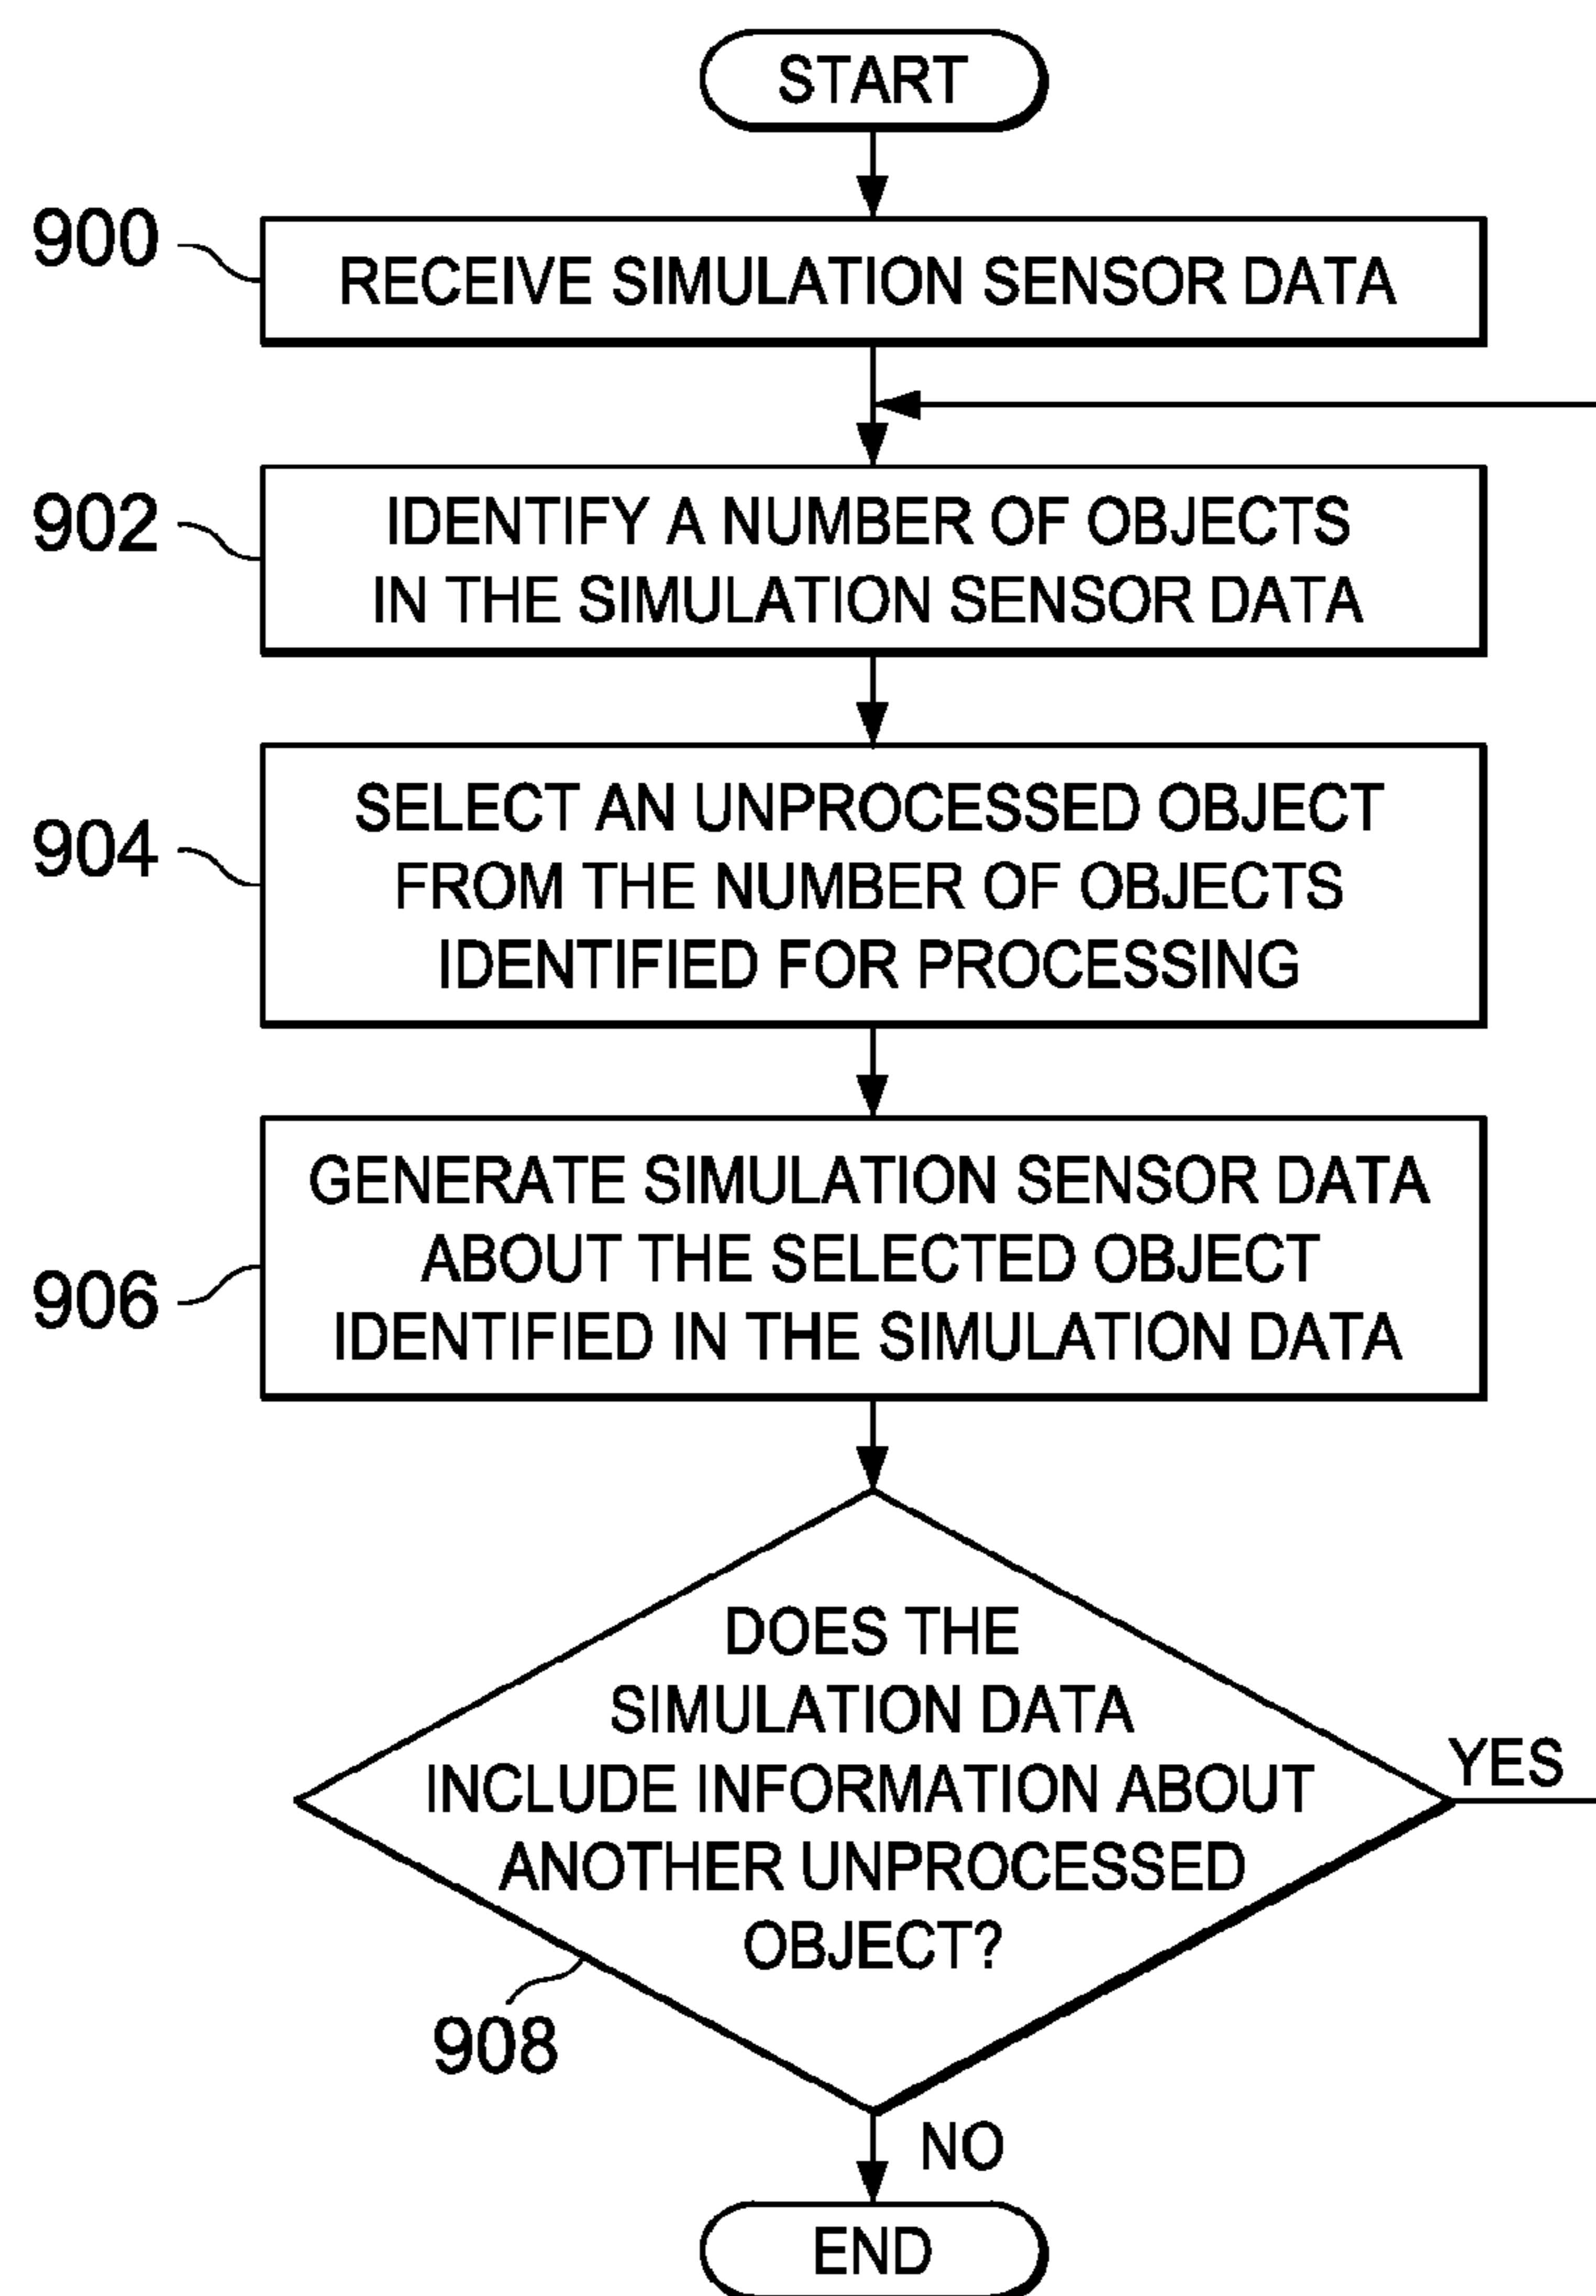 START
900
RECEIVE SIMULATION SENSOR DATA
902
IDENTIFY A NUMBER OF OBJECTS
IN THE SIMULATION SENSOR DATA
904
SELECT AN UNPROCESSED OBJECT
FROM THE NUMBER OF OBJECTS
IDENTIFIED FOR PROCESSING
906
GENERATE SIMULATION SENSOR DATA
ABOUT THE SELECTED OBJECT
IDENTIFIED IN THE SIMULATION DATA
DOES THE
SIMULATION DATA
INCLUDE INFORMATION ABOUT
ANOTHER UNPROCESSED
OBJECT?
YES
908
NO
END